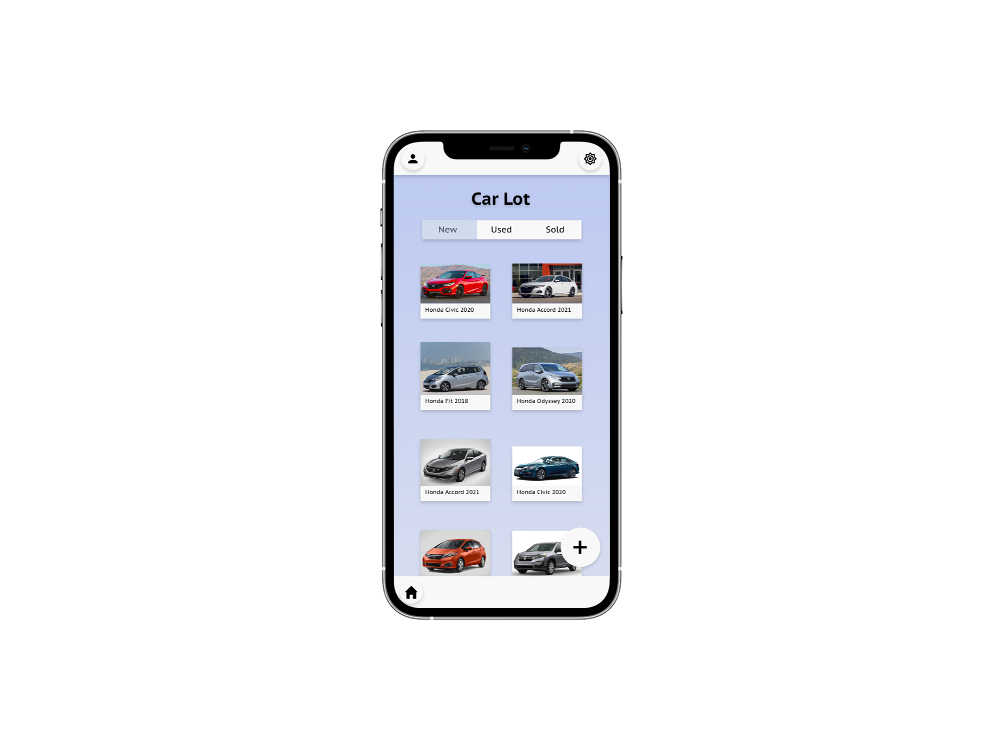 Car Lot
New Used Sold
Honda Civic 2020 Honda Accord 2021
Honda Fit 2018 Honda Odyssey 2020
Honda Accord 2021 Honda Civic 2020